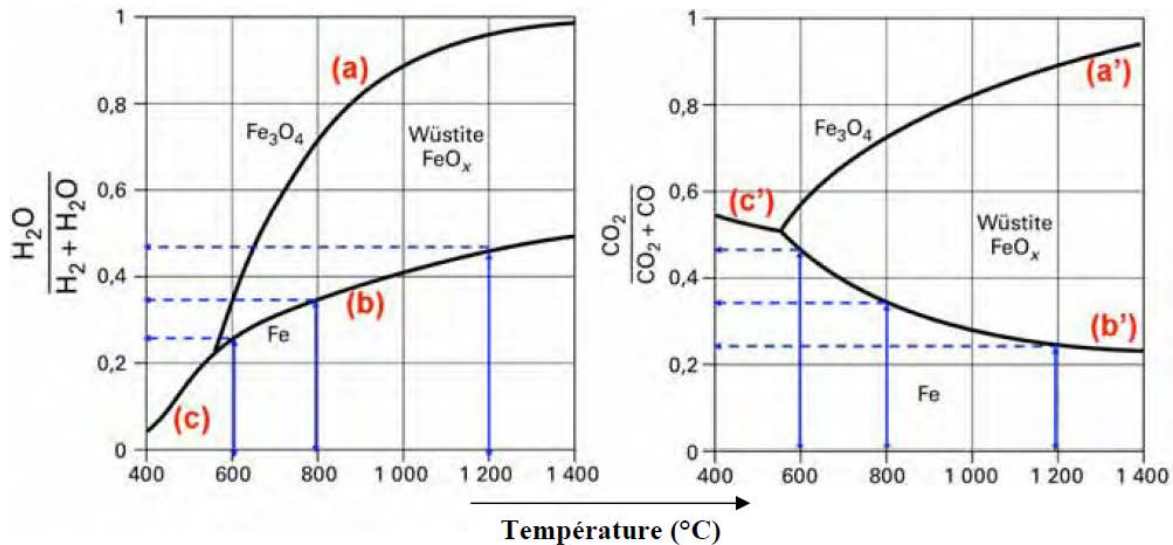 H₂O
H₂ + H₂O
1
0,8
0,6
0,4
0,2
0
400 600 800 1 000 1 200 1 400
(a)
Fe₃O₄
Wüstite
FeOₓ
(b)
Fe
(c)
CO₂
CO₂ + CO
1
0,8
0,6
0,4
0,2
0
400 600 800 1 000 1 200 1 400
(a')
Fe₃O₄
(c')
Wüstite
FeOₓ
(b')
Fe
Température (°C)